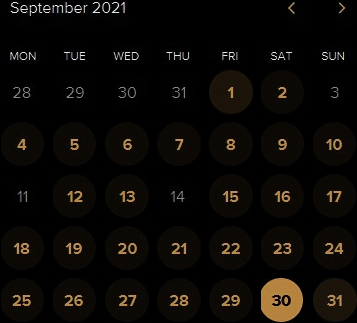 September 2021
MON TUE WED THU FRI SAT SUN
28 29 30 31 1 2 3
4 5 6 7 8 9 10
11 12 13 14 15 16 17
18 19 20 21 22 23 24
25 26 27 28 29 30 31